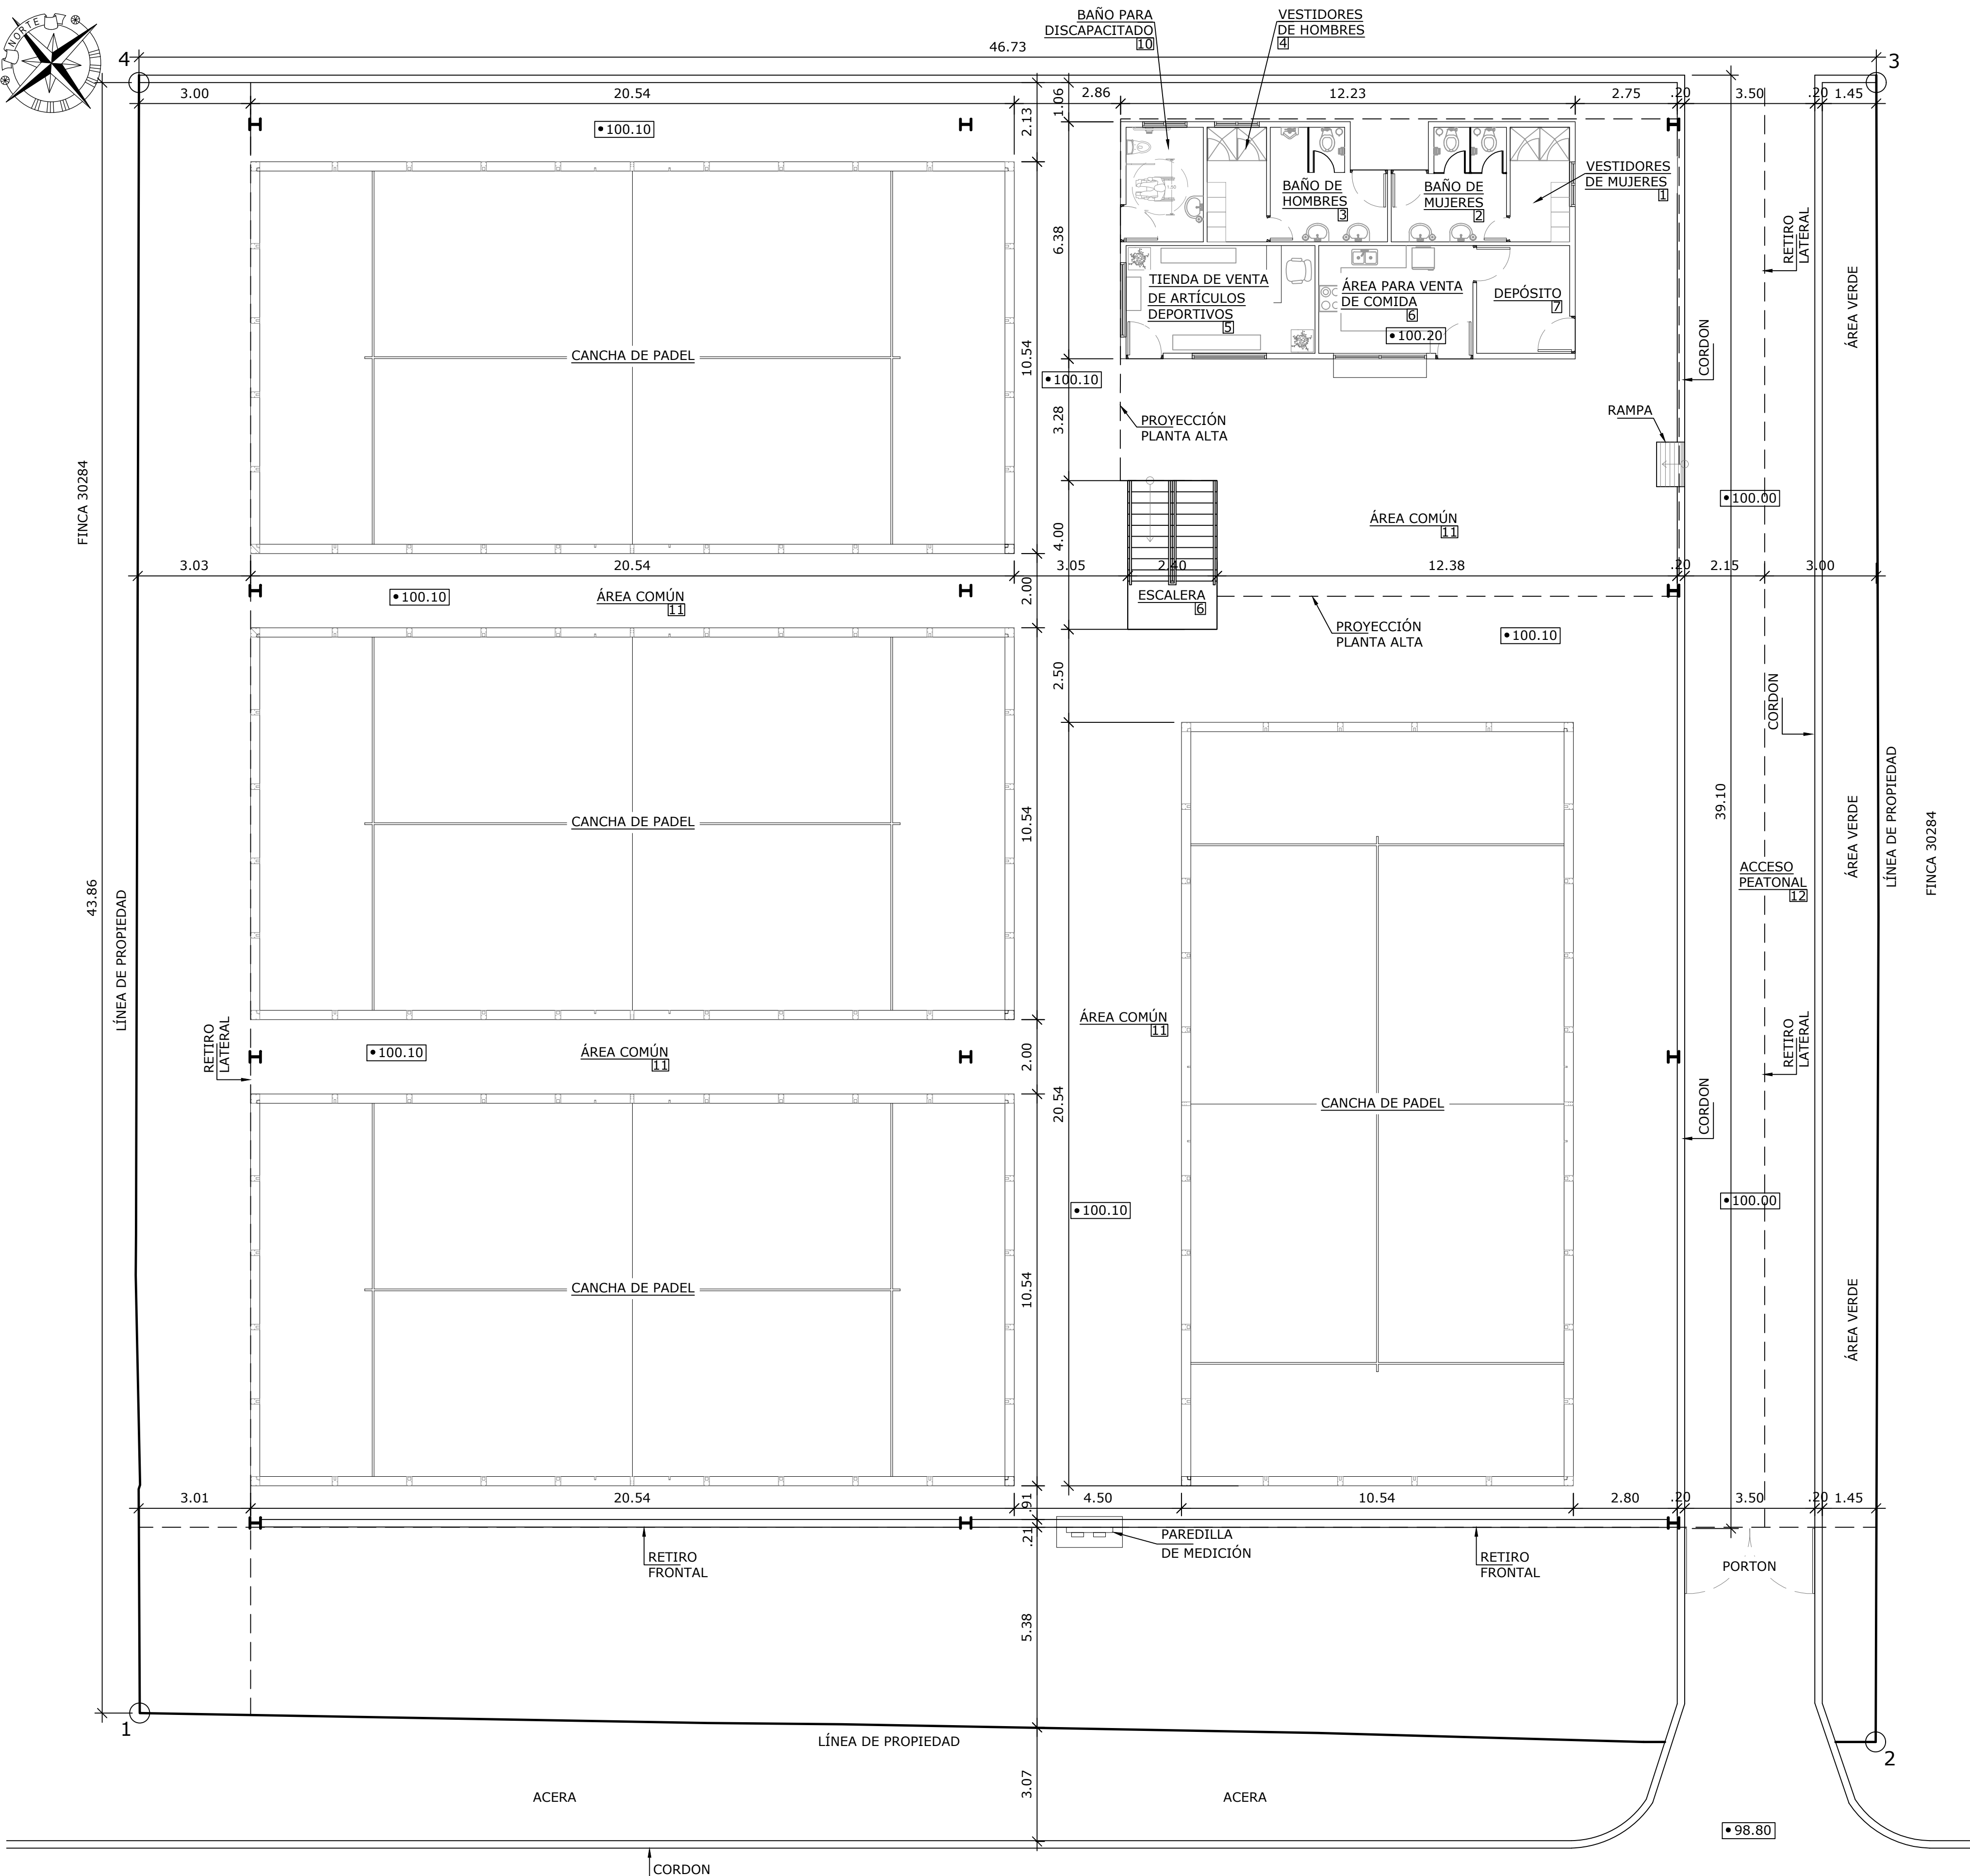 NORTE
BAÑO PARA
DISCAPACITADO
10
VESTIDORES
DE HOMBRES
4
4
46.73
3
3.00
20.54
2.86
12.23
2.75
.20
3.50
.20
1.45
1.06
2.13
100.10
VESTIDORES
DE MUJERES
1
BAÑO DE
HOMBRES
3
BAÑO DE
MUJERES
2
1.50
6.38
RETIRO
LATERAL
ÁREA VERDE
TIENDA DE VENTA
DE ARTÍCULOS
DEPORTIVOS
5
ÁREA PARA VENTA
DE COMIDA
6
100.20
DEPÓSITO
7
CORDON
CANCHA DE PADEL
10.54
100.10
3.28
PROYECCIÓN
PLANTA ALTA
RAMPA
FINCA 30284
100.00
ÁREA COMÚN
11
4.00
3.03
20.54
3.05
2.40
12.38
.20
2.15
3.00
100.10
ÁREA COMÚN
11
2.00
ESCALERA
6
PROYECCIÓN
PLANTA ALTA
100.10
2.50
CORDON
CANCHA DE PADEL
10.54
39.10
ÁREA VERDE
LÍNEA DE PROPIEDAD
FINCA 30284
ACCESO
PEATONAL
12
43.86
LÍNEA DE PROPIEDAD
RETIRO
LATERAL
100.10
ÁREA COMÚN
11
2.00
ÁREA COMÚN
11
20.54
RETIRO
LATERAL
CANCHA DE PADEL
CORDON
100.10
100.00
CANCHA DE PADEL
10.54
ÁREA VERDE
3.01
20.54
.91
4.50
10.54
2.80
.20
3.50
.20
1.45
.21
PAREDILLA
DE MEDICIÓN
RETIRO
FRONTAL
RETIRO
FRONTAL
PORTON
5.38
1
LÍNEA DE PROPIEDAD
2
3.07
ACERA
ACERA
98.80
CORDON